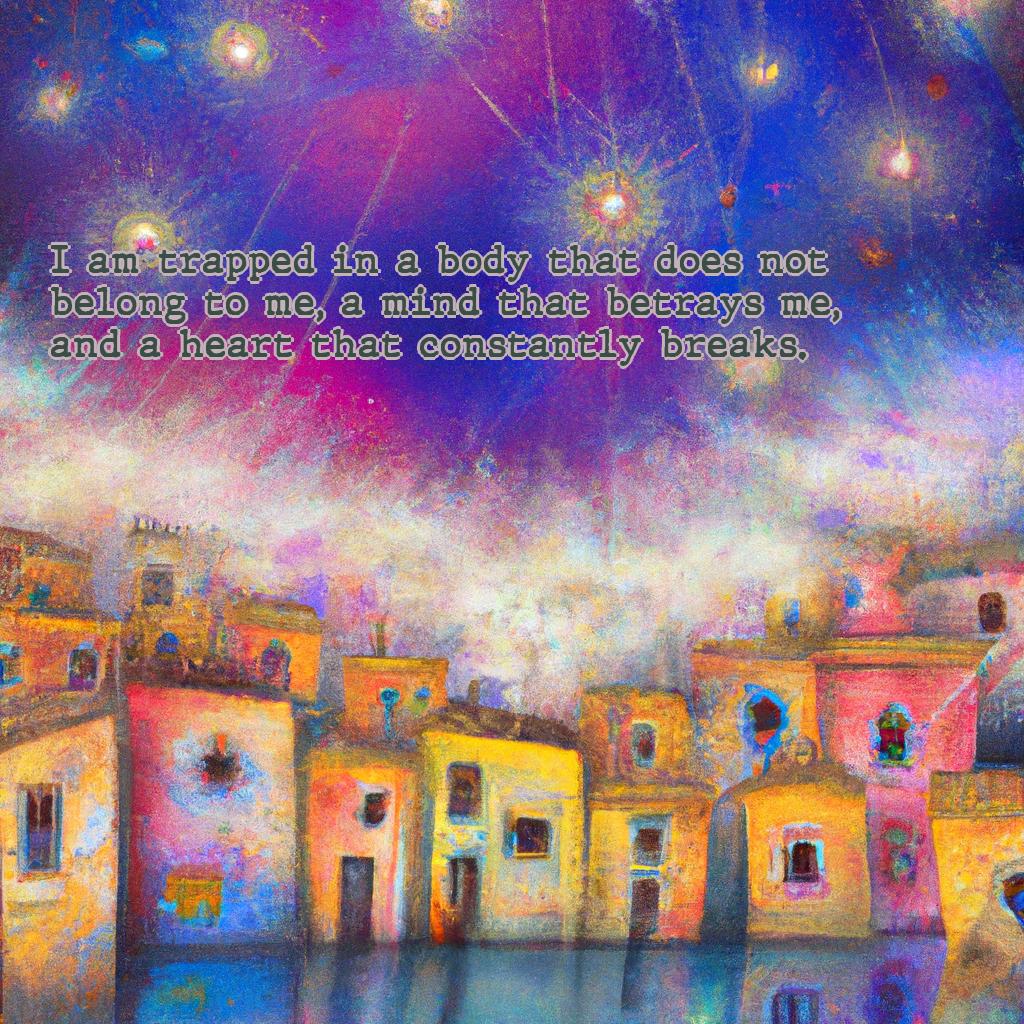 I am trapped in a body that does not
belong to me, a mind that betrays me,
and a heart that constantly breaks.